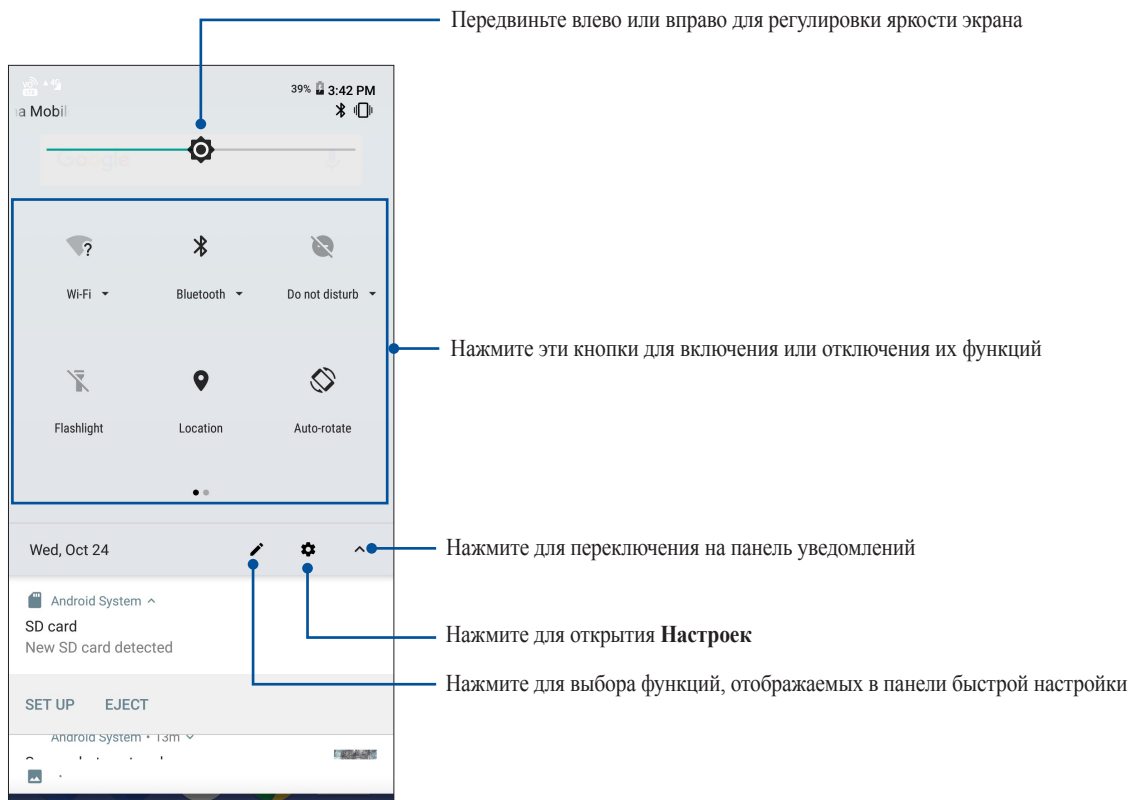 Передвиньте влево или вправо для регулировки яркости экрана
39% 3:42 PM
a Mobil
Google
?
Wi-Fi Bluetooth Do not disturb
Нажмите эти кнопки для включения или отключения их функций
Flashlight Location Auto-rotate
Wed, Oct 24
Нажмите для переключения на панель уведомлений
Android System
SD card
New SD card detected
Нажмите для открытия Настроек
Нажмите для выбора функций, отображаемых в панели быстрой настройки
SET UP EJECT
Android System • 13m